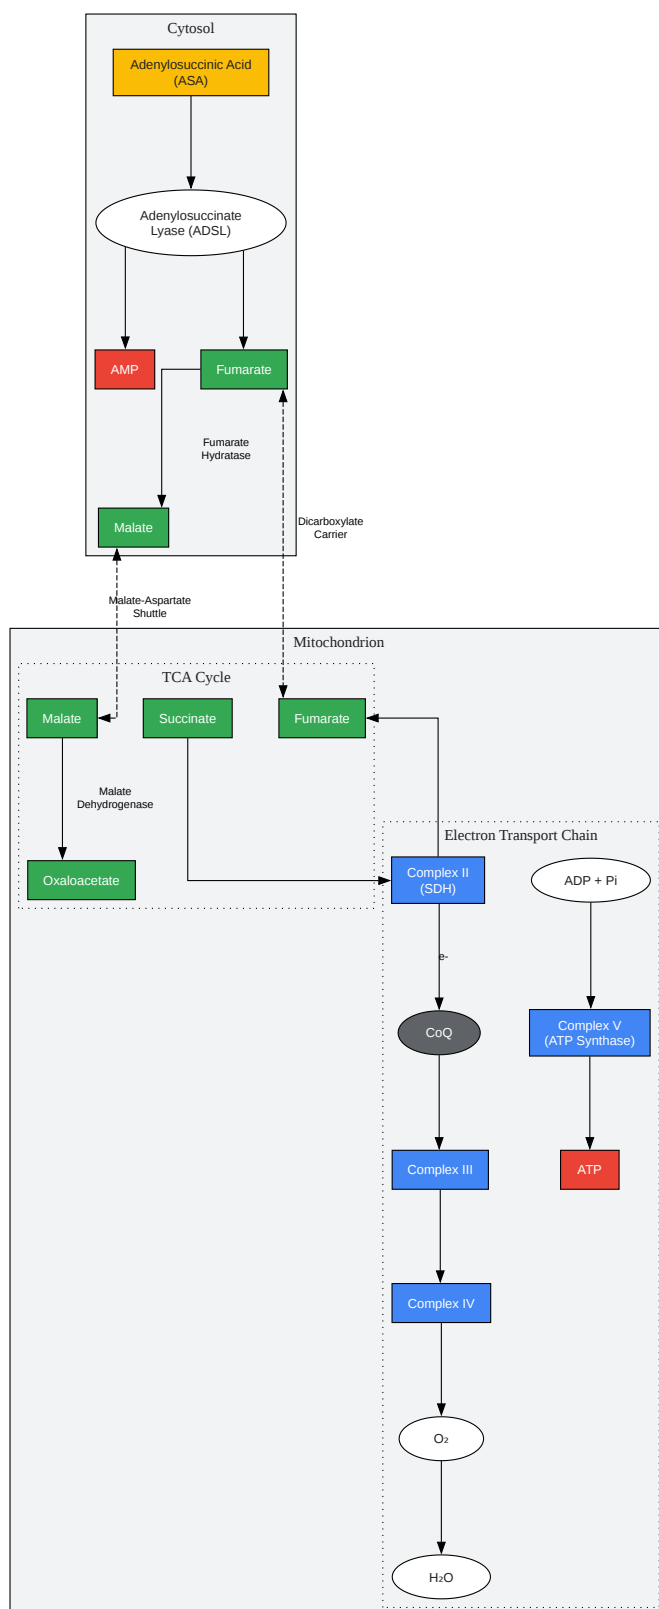 Cytosol
Adenylosuccinic Acid
(ASA)
Adenylosuccinate
Lyase (ADSL)
AMP
Fumarate
Fumarate
Hydratase
Malate
Dicarboxylate
Carrier
Malate-Aspartate
Shuttle
Mitochondrion
TCA Cycle
Malate
Succinate
Fumarate
Malate
Dehydrogenase
Oxaloacetate
Electron Transport Chain
Complex II
(SDH)
ADP + Pi
e-
CoQ
Complex V
(ATP Synthase)
Complex III
ATP
Complex IV
O₂
H₂O